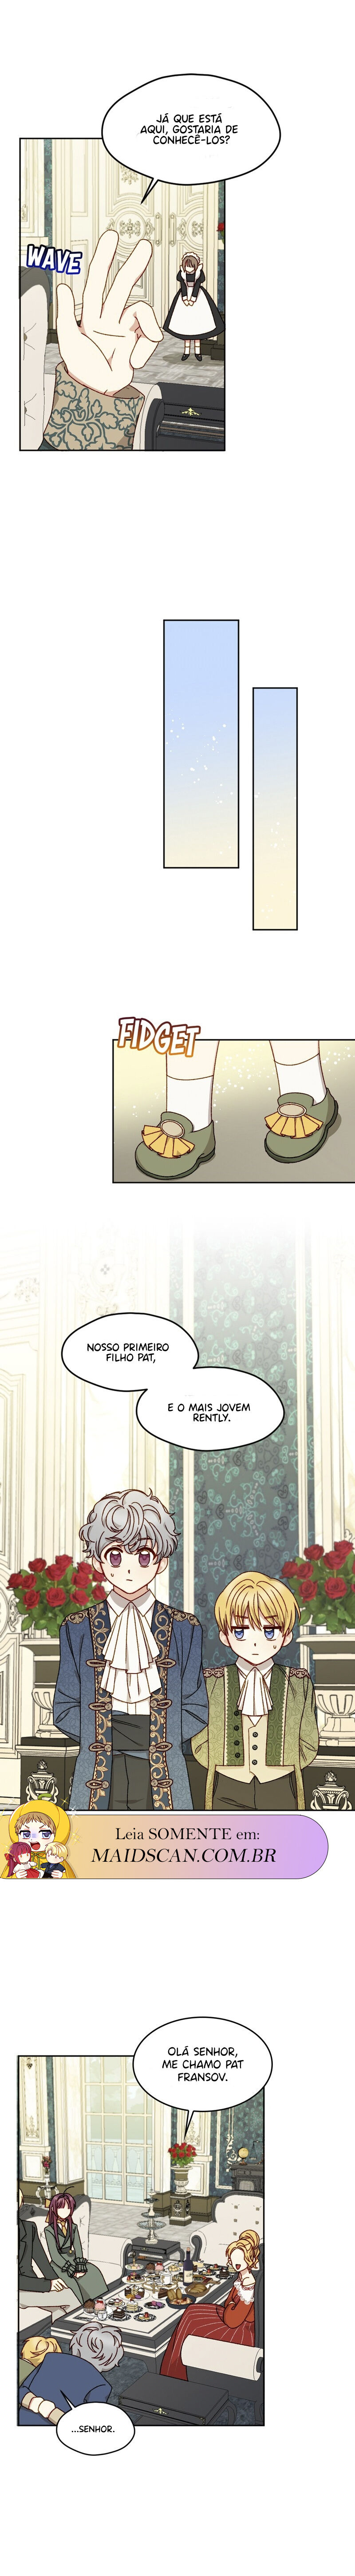 JÁ QUE ESTÁ
AQUI, GOSTARIA DE
CONHECÊ-LOS?
WAVE
FIDGET
NOSSO PRIMEIRO
FILHO PAT,
E O MAIS JOVEM
RENTLY.
Leia SOMENTE em:
MAIDSCAN.COM.BR
OLÁ SENHOR,
ME CHAMO PAT
FRANSOV.
...SENHOR.